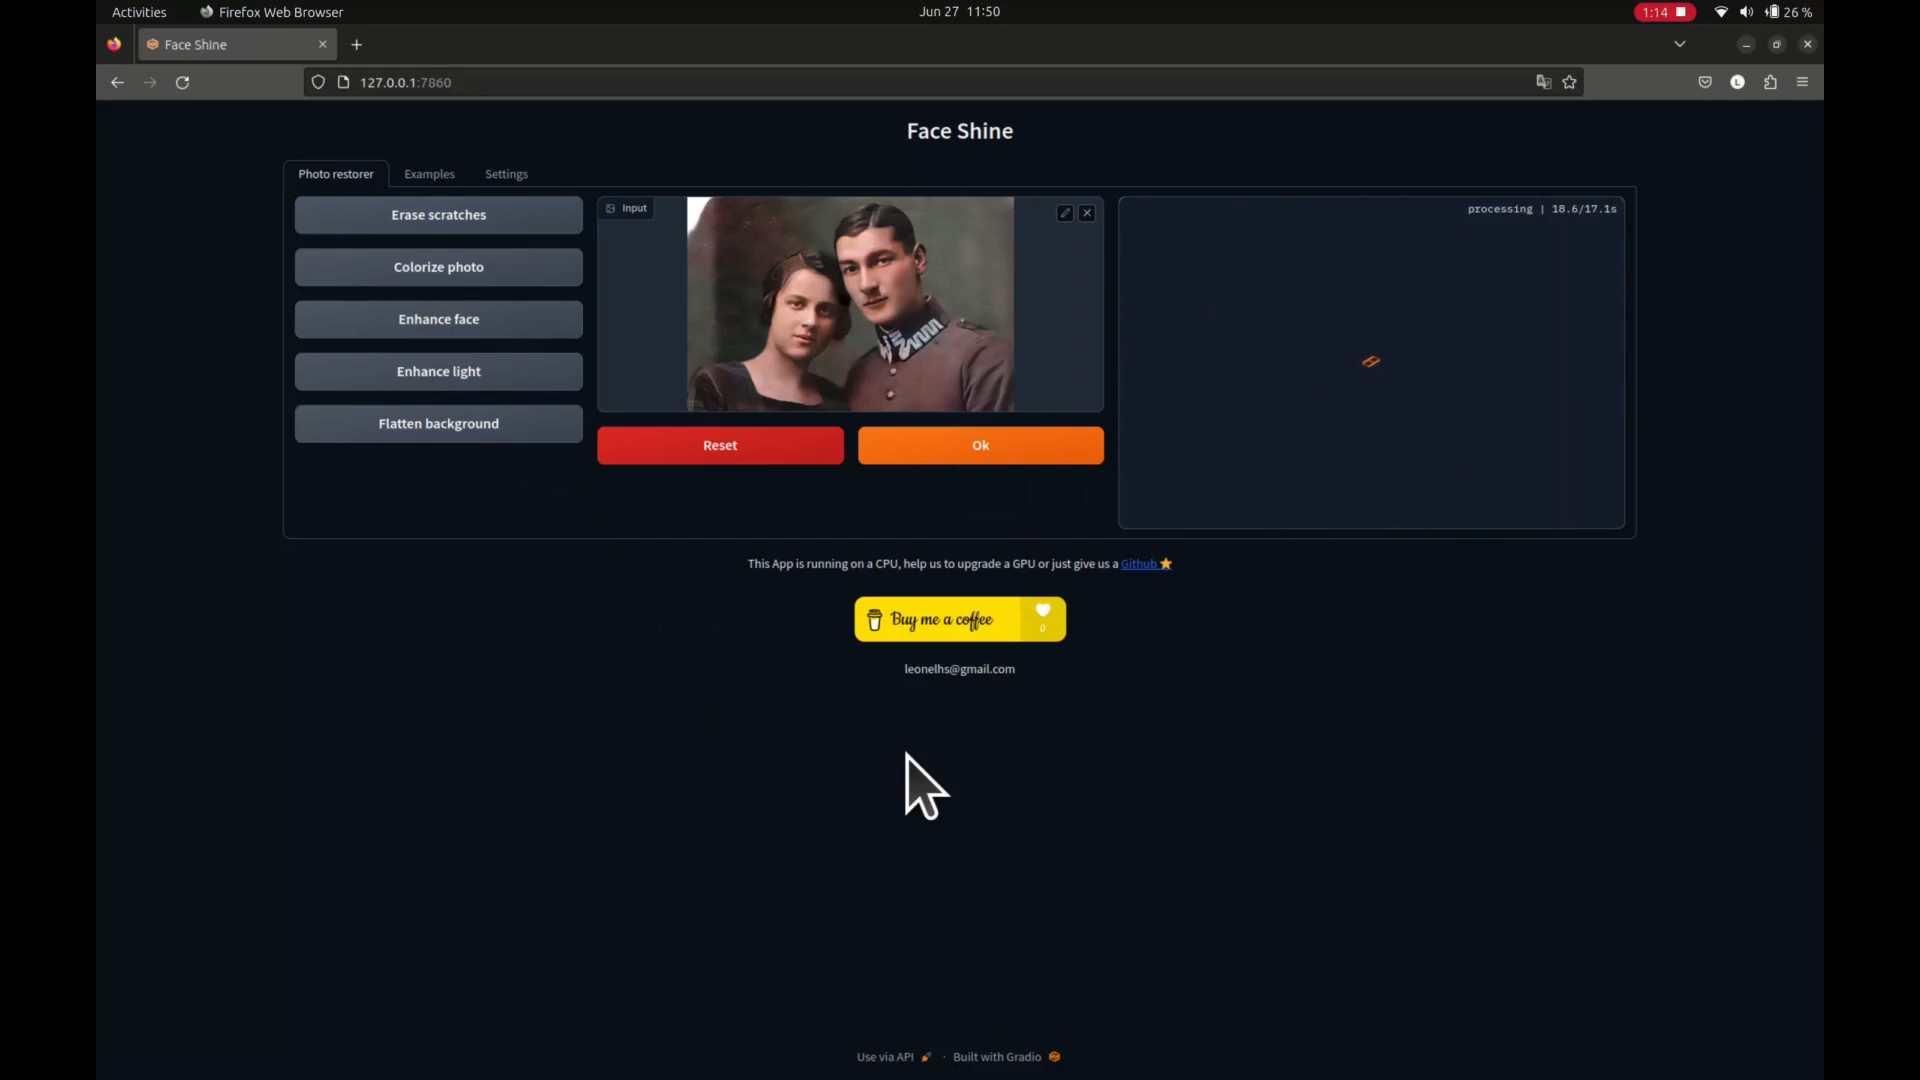 Activities Firefox Web Browser Jun 27 11:50 1:14 26 %
Face Shine
127.0.0.1:7860
L
Face Shine
Photo restorer Examples Settings
Erase scratches
Colorize photo
Enhance face
Enhance light
Flatten background
Input
Reset Ok
processing | 18.6/17.1s
This App is running on a CPU, help us to upgrade a GPU or just give us a Github
Buy me a coffee 0
leonelhs@gmail.com
Use via API · Built with Gradio